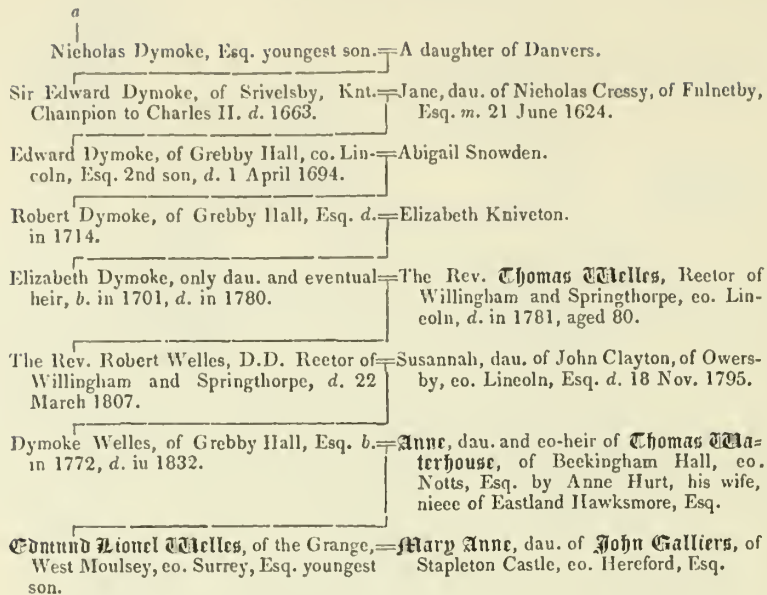 a
Nicholas Dymoke, Esq. youngest son.=A daughter of Danvers.
Sir Edward Dymoke, of Srivelsby, Knt.
Champion to Charles II. d. 1663.
=Jane, dau. of Nicholas Cressy, of Fulnetby,
Esq. m. 21 June 1624.
Edward Dymoke, of Grebby Hall, co. Lin-
coln, Esq. 2nd son, d. 1 April 1694.
=Abigail Snowden.
Robert Dymoke, of Grebby Hall, Esq. d.
in 1714.
=Elizabeth Kniveton.
Elizabeth Dymoke, only dau. and eventual
heir, b. in 1701, d. in 1780.
=The Rev. Thomas Welles, Rector of
Willingham and Springthorpe, co. Lin-
coln, d. in 1781, aged 80.
The Rev. Robert Welles, D.D. Rector of
Willingham and Springthorpe, d. 22
March 1807.
=Susannah, dau. of John Clayton, of Owers-
by, co. Lincoln, Esq. d. 18 Nov. 1795.
Dymoke Welles, of Grebby Hall, Esq. b.
in 1772, d. iu 1832.
=Anne, dau. and co-heir of Thomas Wa-
terhouse, of Beckingham Hall, co.
Notts, Esq. by Anne Hurt, his wife,
niece of Eastland Hawksmore, Esq.
Edmund Lionel Welles, of the Grange,
West Moulsey, co. Surrey, Esq. youngest
son.
=Mary Anne, dau. of John Galliers, of
Stapleton Castle, co. Hereford, Esq.